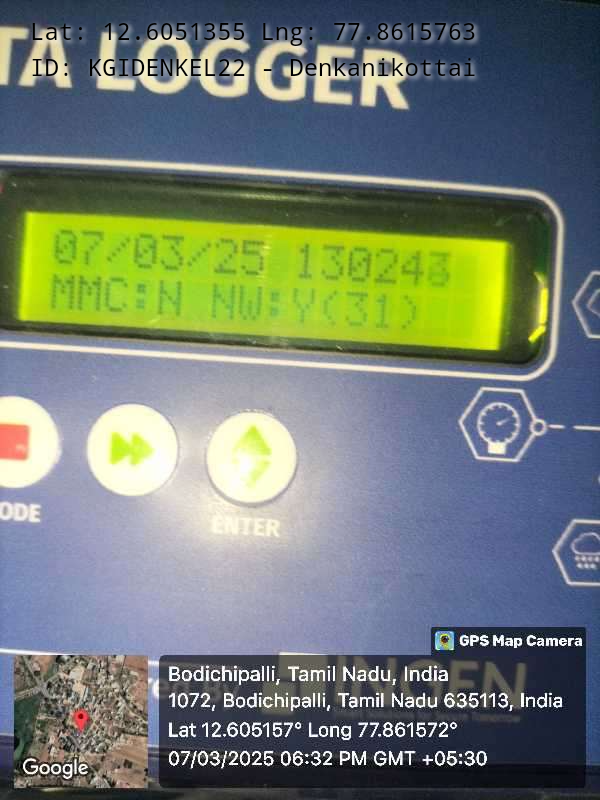 Lat: 12.6051355 Lng: 77.8615763
ID: KGIDENKEL22 - Denkanikottai
TA LOGGER
07/03/25 130248
MMC:N NW:Y(31)
ODE
ENTER
GPS Map Camera
Bodichipalli, Tamil Nadu, India
1072, Bodichipalli, Tamil Nadu 635113, India
Lat 12.605157° Long 77.861572°
07/03/2025 06:32 PM GMT +05:30
Google